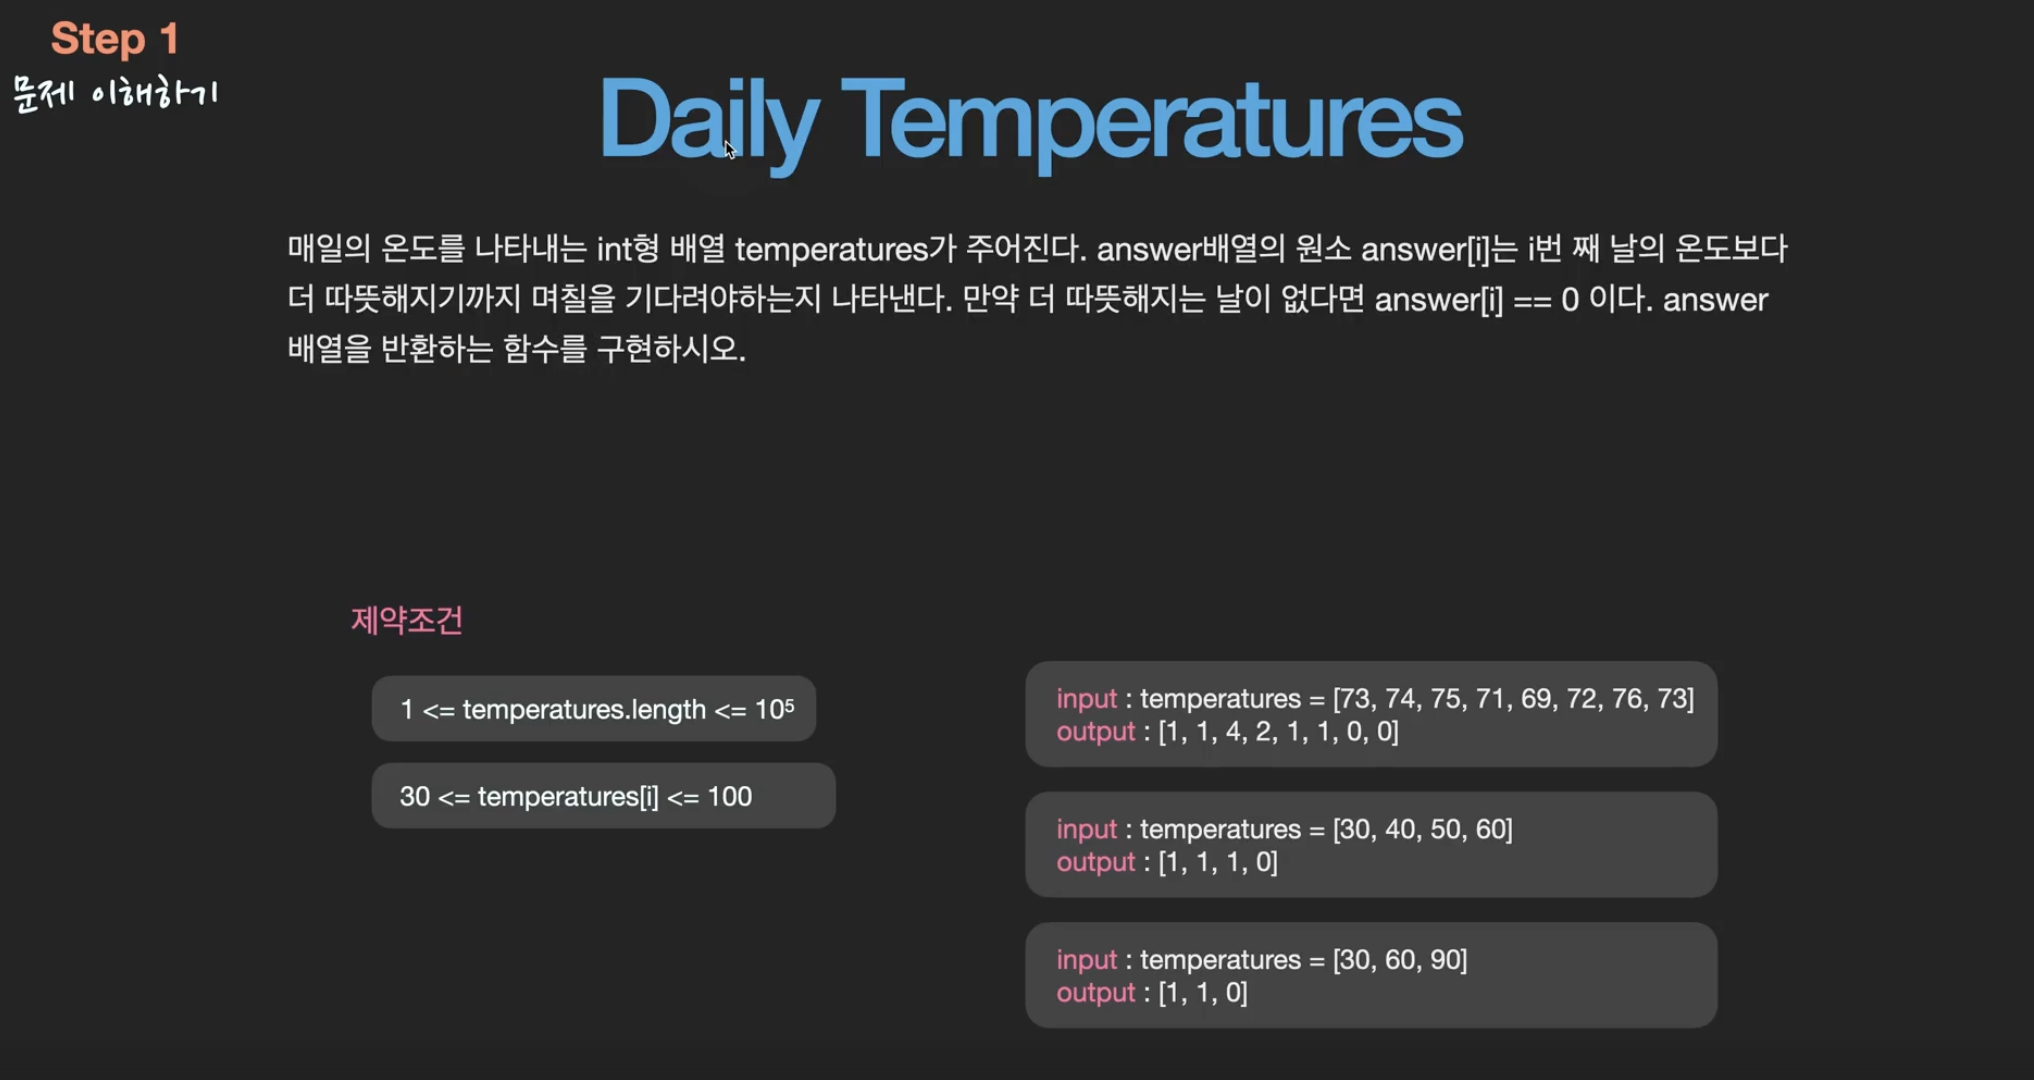 Step 1
문제 이해하기
Daily Temperatures
매일의 온도를 나타내는 int형 배열 temperatures가 주어진다. answer배열의 원소 answer[i]는 i번 째 날의 온도보다
더 따뜻해지기까지 며칠을 기다려야하는지 나타낸다. 만약 더 따뜻해지는 날이 없다면 answer[i] == 0 이다. answer
배열을 반환하는 함수를 구현하시오.
제약조건
1 <= temperatures.length <= 10⁵
30 <= temperatures[i] <= 100
input : temperatures = [73, 74, 75, 71, 69, 72, 76, 73]
output : [1, 1, 4, 2, 1, 1, 0, 0]
input : temperatures = [30, 40, 50, 60]
output : [1, 1, 1, 0]
input : temperatures = [30, 60, 90]
output : [1, 1, 0]